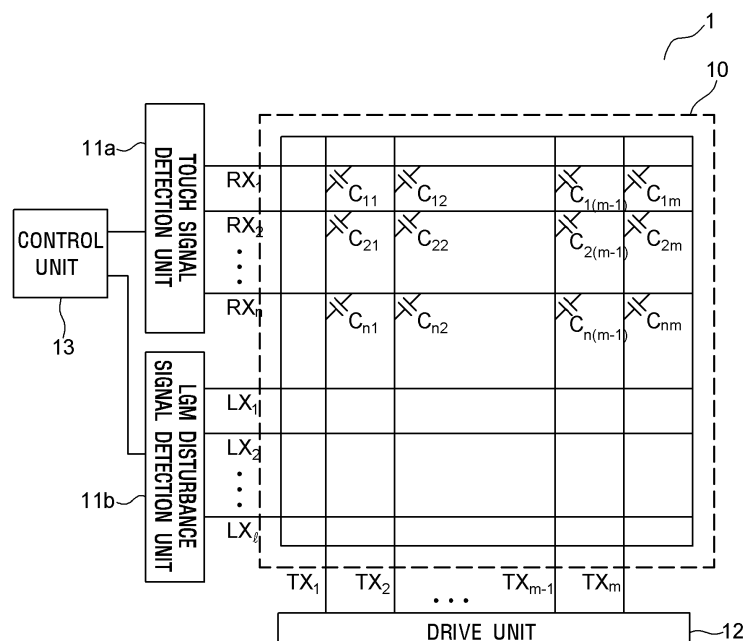 1
10
11a
TOUCH SIGNAL
DETECTION UNIT
RX₁
C₁₁
C₁₂
C₁₍ₘ₋₁₎
C₁ₘ
CONTROL
UNIT
13
RX₂
C₂₁
C₂₂
C₂₍ₘ₋₁₎
C₂ₘ
RXₙ
Cₙ₁
Cₙ₂
Cₙ₍ₘ₋₁₎
Cₙₘ
11b
LGM DISTURBANCE
SIGNAL DETECTION UNIT
LX₁
LX₂
LXℓ
TX₁
TX₂
...
TXₘ₋₁
TXₘ
DRIVE UNIT
12